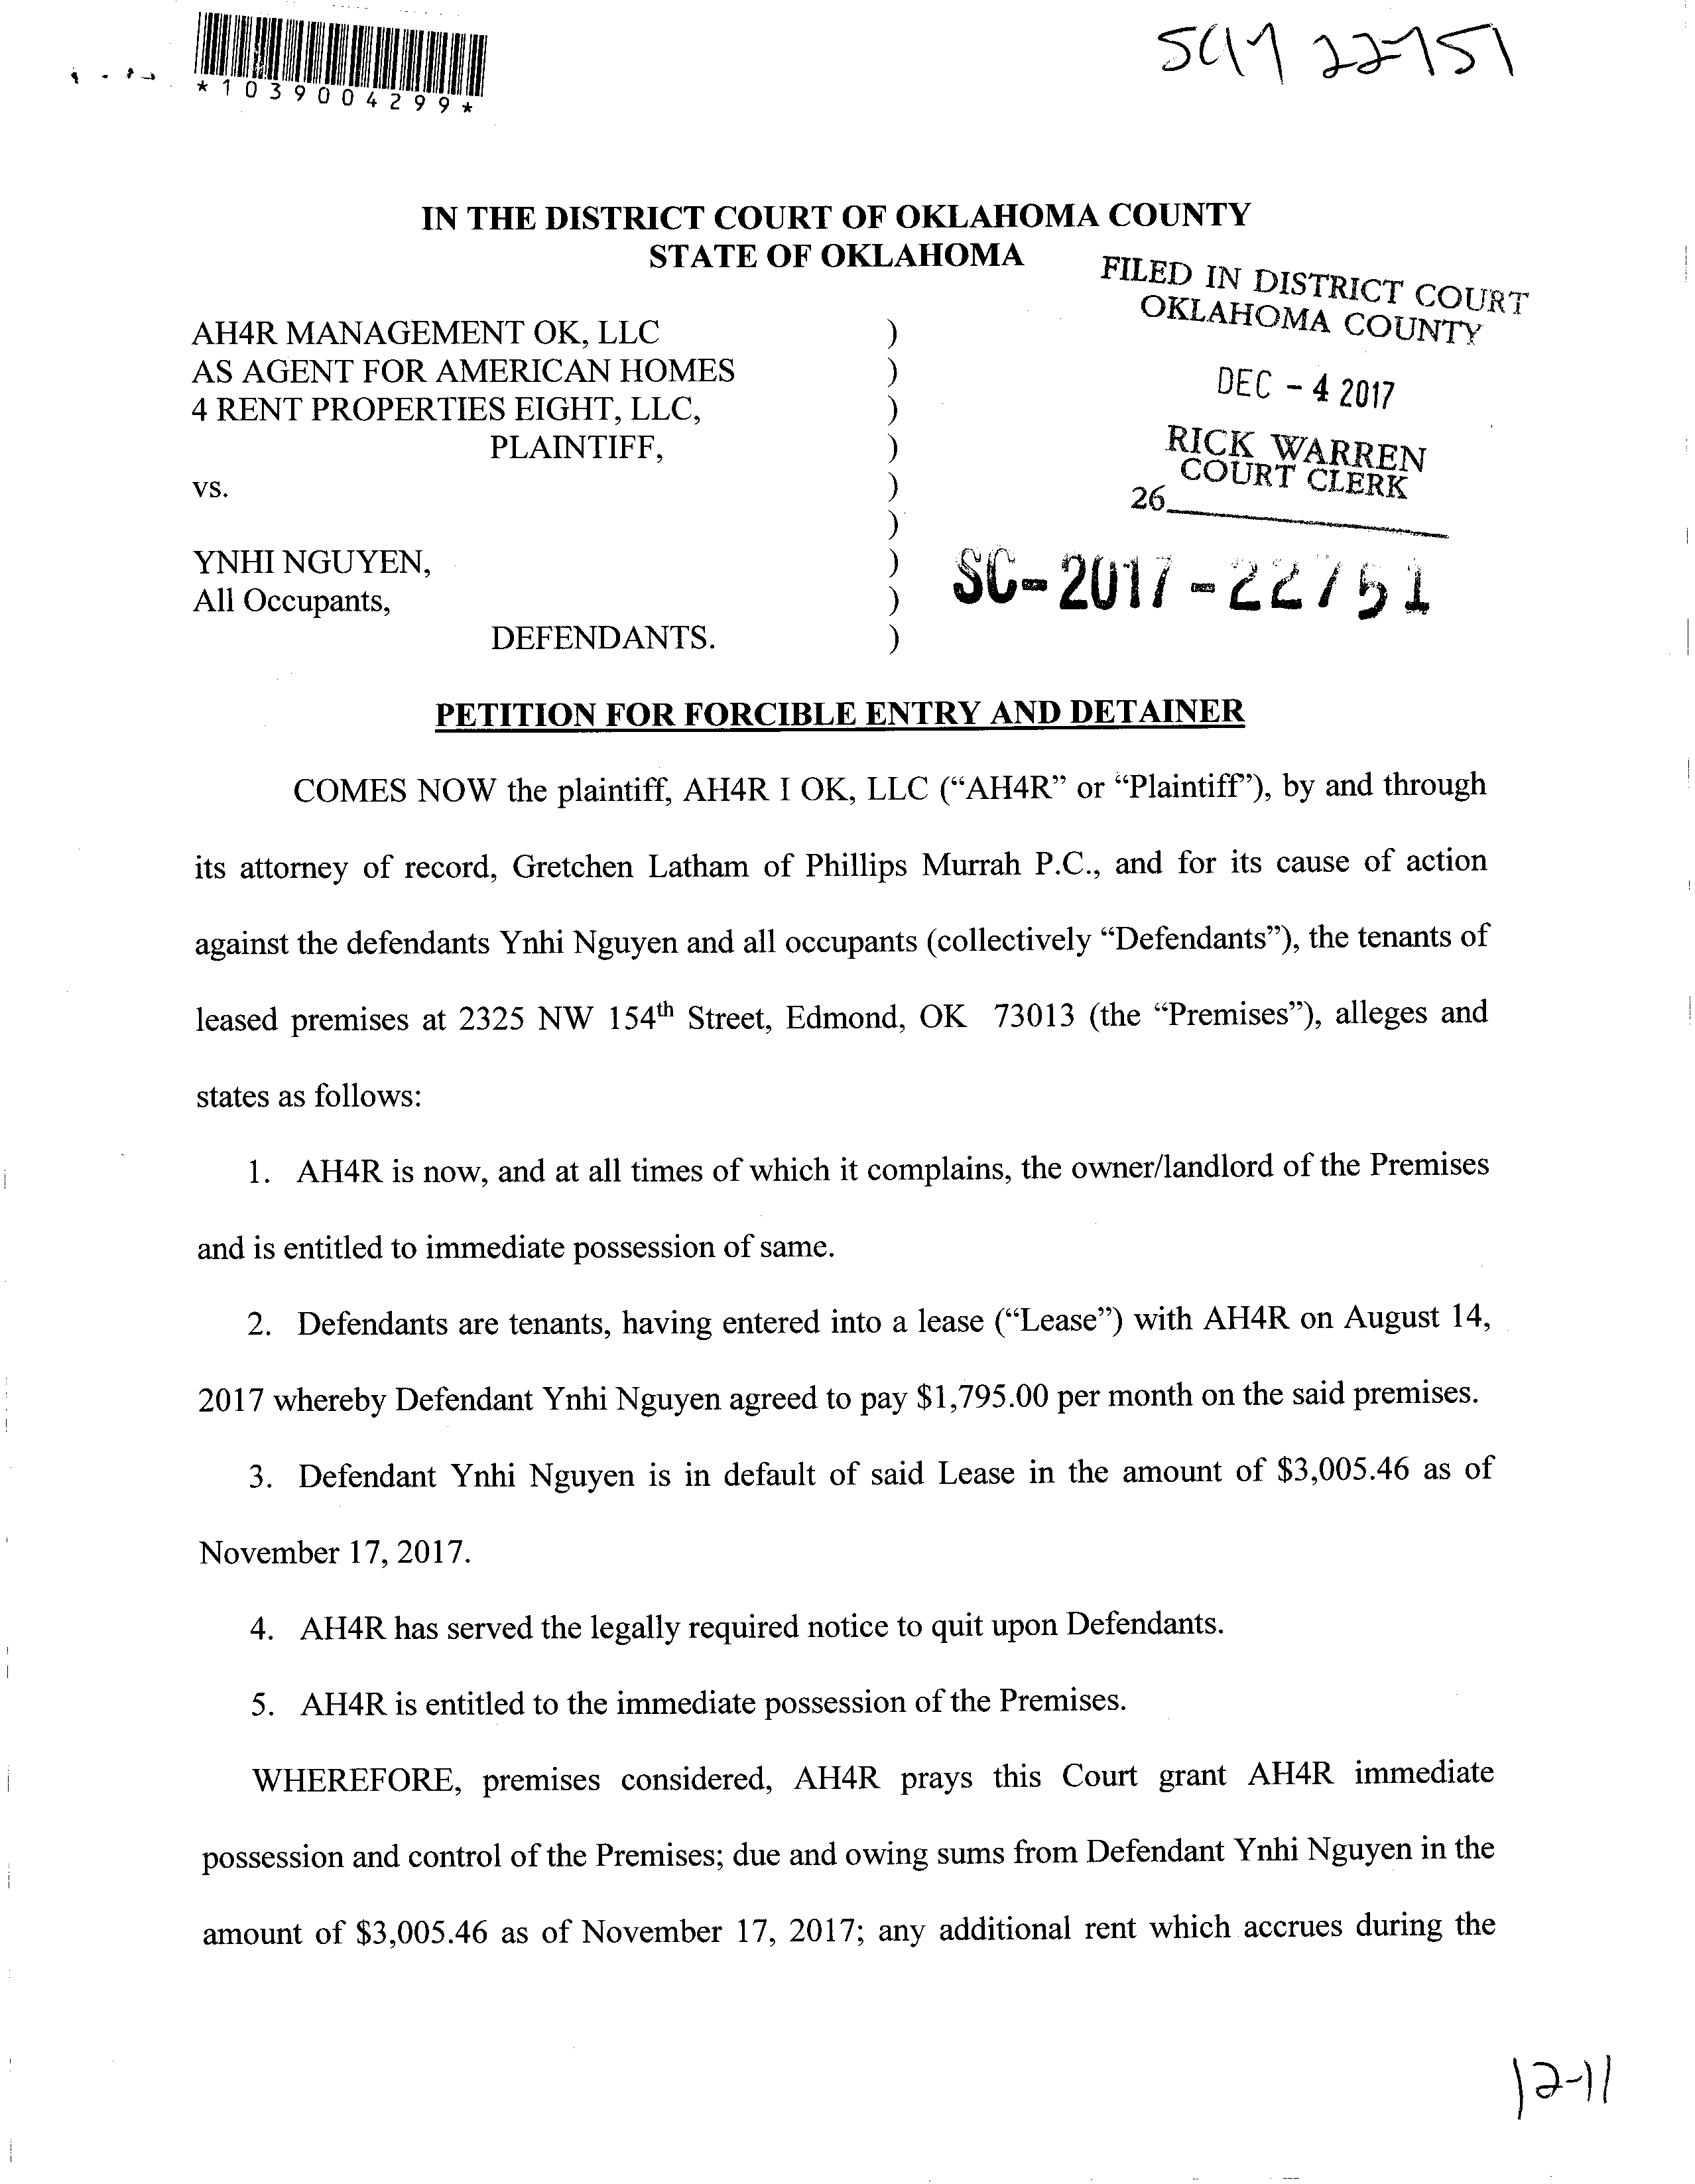 SC17 22751
*1039004299*
IN THE DISTRICT COURT OF OKLAHOMA COUNTY
STATE OF OKLAHOMA
FILED IN DISTRICT COURT
OKLAHOMA COUNTY
DEC - 4 2017
RICK WARREN
COURT CLERK
26
SC-2017-22751
AH4R MANAGEMENT OK, LLC )
AS AGENT FOR AMERICAN HOMES )
4 RENT PROPERTIES EIGHT, LLC, )
PLAINTIFF, )
vs. )
)
YNHI NGUYEN, )
All Occupants, )
DEFENDANTS. )
PETITION FOR FORCIBLE ENTRY AND DETAINER
COMES NOW the plaintiff, AH4R I OK, LLC (“AH4R” or “Plaintiff”), by and through
its attorney of record, Gretchen Latham of Phillips Murrah P.C., and for its cause of action
against the defendants Ynhi Nguyen and all occupants (collectively “Defendants”), the tenants of
leased premises at 2325 NW 154th Street, Edmond, OK 73013 (the “Premises”), alleges and
states as follows:
1. AH4R is now, and at all times of which it complains, the owner/landlord of the Premises
and is entitled to immediate possession of same.
2. Defendants are tenants, having entered into a lease (“Lease”) with AH4R on August 14,
2017 whereby Defendant Ynhi Nguyen agreed to pay $1,795.00 per month on the said premises.
3. Defendant Ynhi Nguyen is in default of said Lease in the amount of $3,005.46 as of
November 17, 2017.
4. AH4R has served the legally required notice to quit upon Defendants.
5. AH4R is entitled to the immediate possession of the Premises.
WHEREFORE, premises considered, AH4R prays this Court grant AH4R immediate
possession and control of the Premises; due and owing sums from Defendant Ynhi Nguyen in the
amount of $3,005.46 as of November 17, 2017; any additional rent which accrues during the
12-11